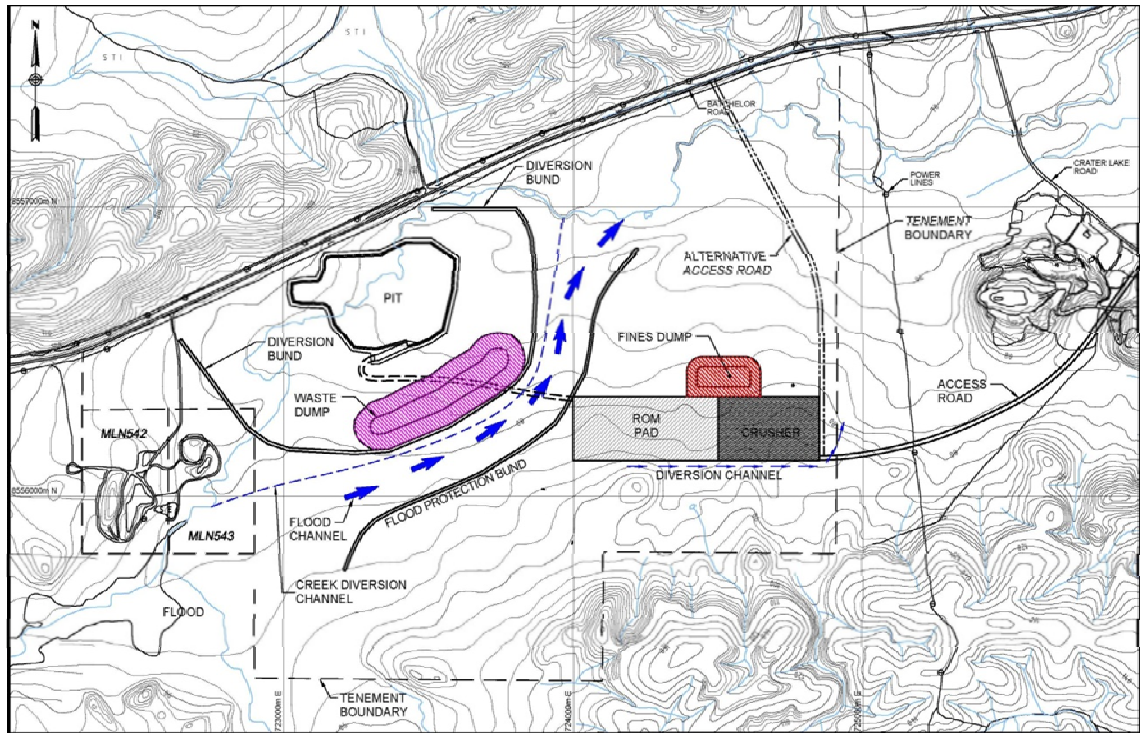 N
STI
STI
BATCHELOR
ROAD
CRATER LAKE
ROAD
DIVERSION
BUND
POWER
LINES
8557000m N
TENEMENT
BOUNDARY
ALTERNATIVE
ACCESS ROAD
PIT
DIVERSION
BUND
FINES DUMP
WASTE
DUMP
ACCESS
ROAD
ROM
PAD
CRUSHER
MLN542
DIVERSION CHANNEL
8556000m N
FLOOD PROTECTION BUND
FLOOD
CHANNEL
MLN543
CREEK DIVERSION
CHANNEL
FLOOD
TENEMENT
BOUNDARY
723000m E
724000m E
725000m E